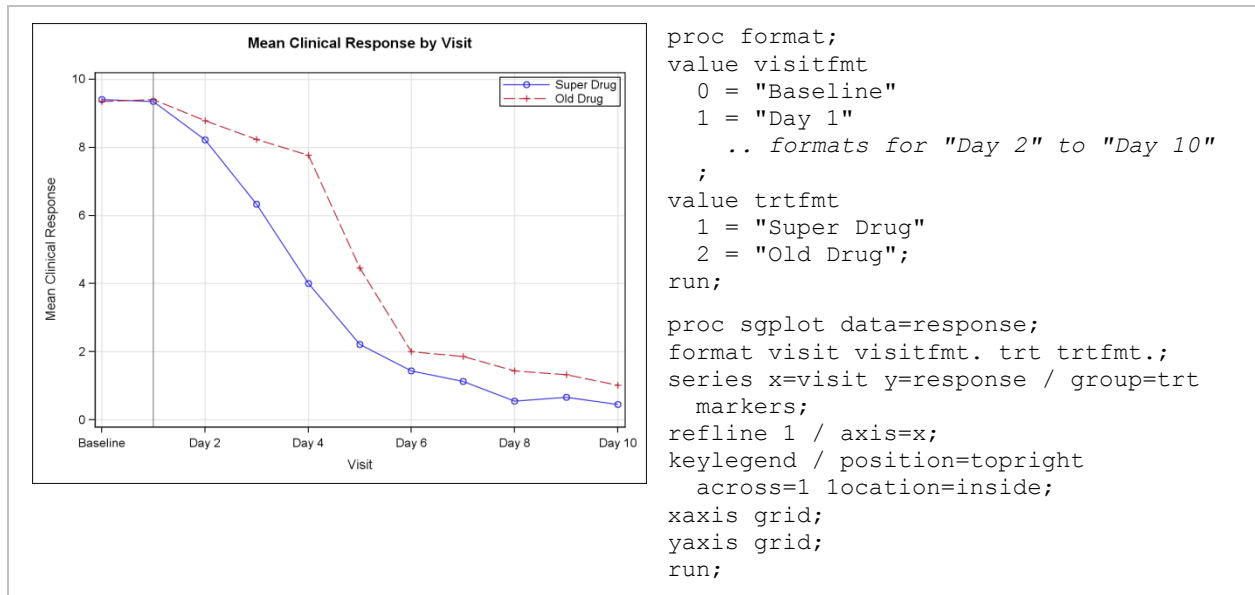 Mean Clinical Response by Visit
Super Drug
Old Drug
10
8
6
4
2
0
Mean Clinical Response
Baseline Day 2 Day 4 Day 6 Day 8 Day 10
Visit
proc format;
value visitfmt
  0 = "Baseline"
  1 = "Day 1"
    .. formats for "Day 2" to "Day 10"
  ;
value trtfmt
  1 = "Super Drug"
  2 = "Old Drug";
run;
proc sgplot data=response;
format visit visitfmt. trt trtfmt.;
series x=visit y=response / group=trt
  markers;
refline 1 / axis=x;
keylegend / position=topright
  across=1 location=inside;
xaxis grid;
yaxis grid;
run;